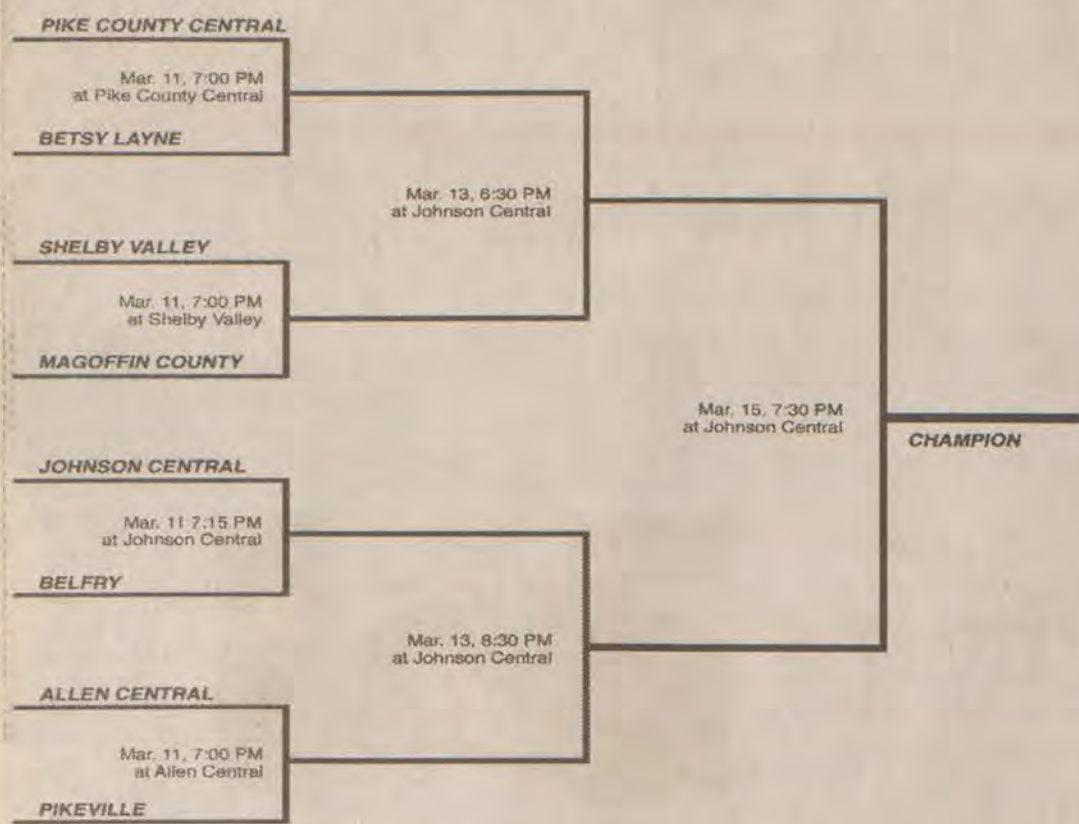 PIKE COUNTY CENTRAL
Mar. 11, 7:00 PM
at Pike County Central
BETSY LAYNE
Mar. 13, 6:30 PM
at Johnson Central
SHELBY VALLEY
Mar. 11, 7:00 PM
at Shelby Valley
MAGOFFIN COUNTY
Mar. 15, 7:30 PM
at Johnson Central
CHAMPION
JOHNSON CENTRAL
Mar. 11 7:15 PM
at Johnson Central
BELFRY
Mar. 13, 8:30 PM
at Johnson Central
ALLEN CENTRAL
Mar. 11, 7:00 PM
at Allen Central
PIKEVILLE